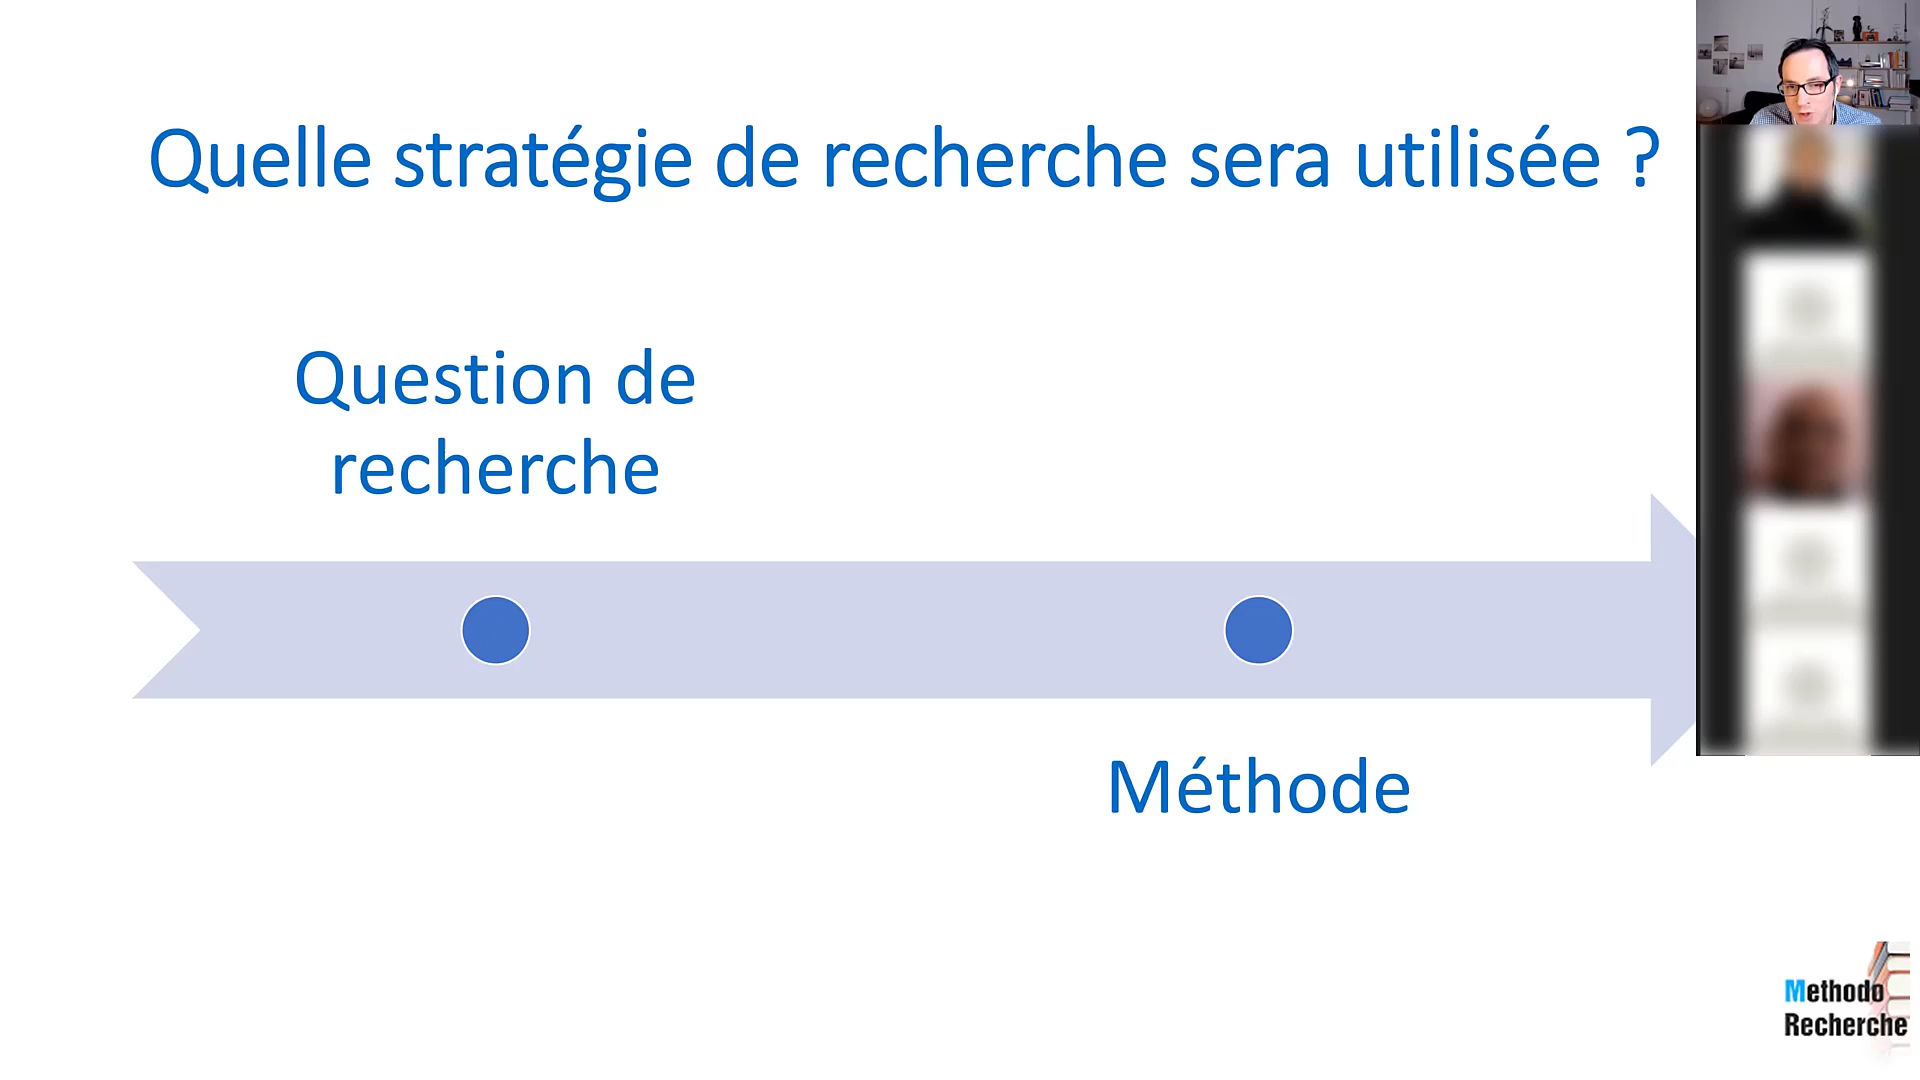 Quelle stratégie de recherche sera utilisée ?
Question de
recherche
Méthode
Methodo
Recherche